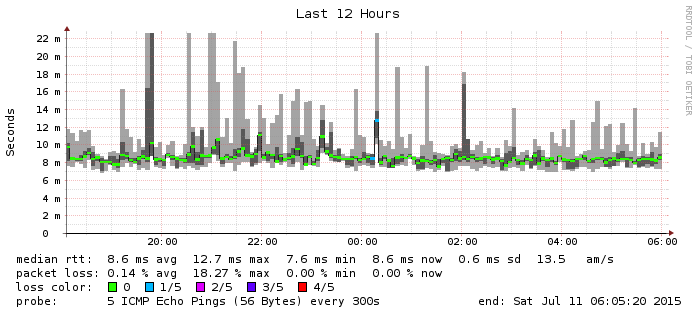 Last 12 Hours
RRDTOOL / TOBI OETIKER
Seconds
22 m
20 m
18 m
16 m
14 m
12 m
10 m
8 m
6 m
4 m
2 m
0
20:00 22:00 00:00 02:00 04:00 06:00
median rtt: 8.6 ms avg 12.7 ms max 7.6 ms min 8.6 ms now 0.6 ms sd 13.5 am/s
packet loss: 0.14 % avg 18.27 % max 0.00 % min 0.00 % now
loss color: 0 1/5 2/5 3/5 4/5
probe: 5 ICMP Echo Pings (56 Bytes) every 300s end: Sat Jul 11 06:05:20 2015